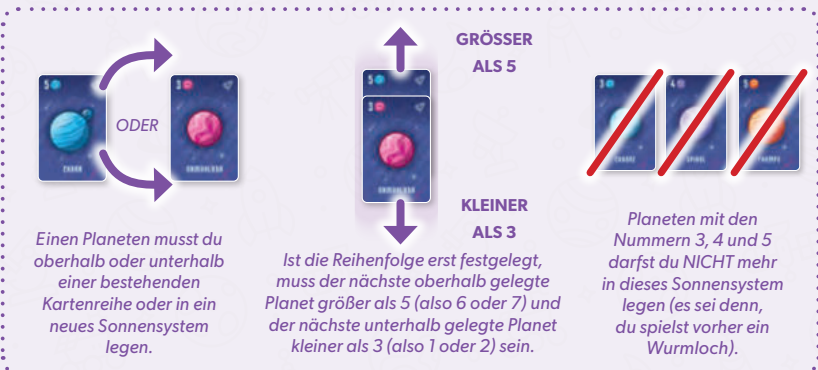 ODER
Einen Planeten musst du
oberhalb oder unterhalb
einer bestehenden
Kartenreihe oder in ein
neues Sonnensystem
legen.
5
3
GRÖSSER
ALS 5
KLEINER
ALS 3
Ist die Reihenfolge erst festgelegt,
muss der nächste oberhalb gelegte
Planet größer als 5 (also 6 oder 7) und
der nächste unterhalb gelegte Planet
kleiner als 3 (also 1 oder 2) sein.
3
4
5
Planeten mit den
Nummern 3, 4 und 5
darfst du NICHT mehr
in dieses Sonnensystem
legen (es sei denn,
du spielst vorher ein
Wurmloch).